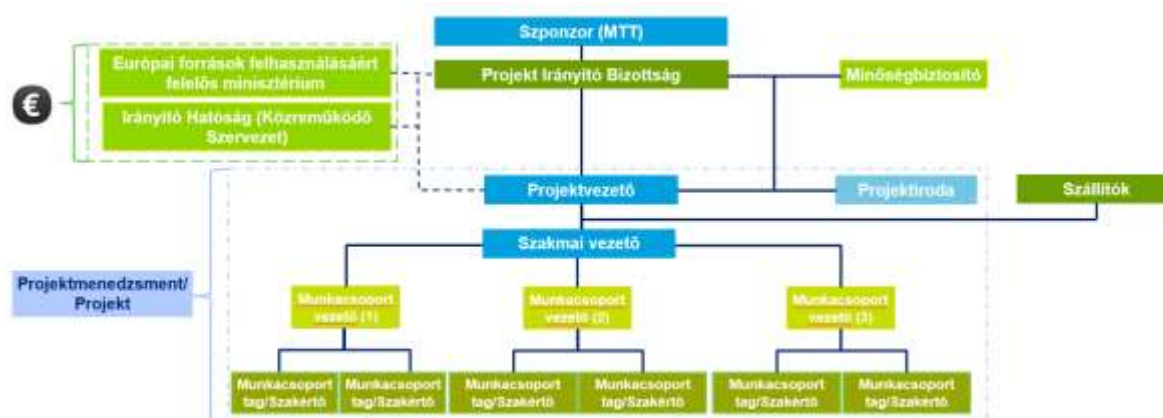 Szponzor (MTT)
Európai források felhasználásáért
felelős minisztérium
Projekt Irányító Bizottság
Minőségbiztosító
€
Irányító Hatóság (Közreműködő
Szervezet)
Projektvezető
Projektiroda
Szállítók
Szakmai vezető
Projektmenedzsment/
Projekt
Munkacsoport
vezető (1)
Munkacsoport
vezető (2)
Munkacsoport
vezető (3)
Munkacsoport
tag/Szakértő
Munkacsoport
tag/Szakértő
Munkacsoport
tag/Szakértő
Munkacsoport
tag/Szakértő
Munkacsoport
tag/Szakértő
Munkacsoport
tag/Szakértő